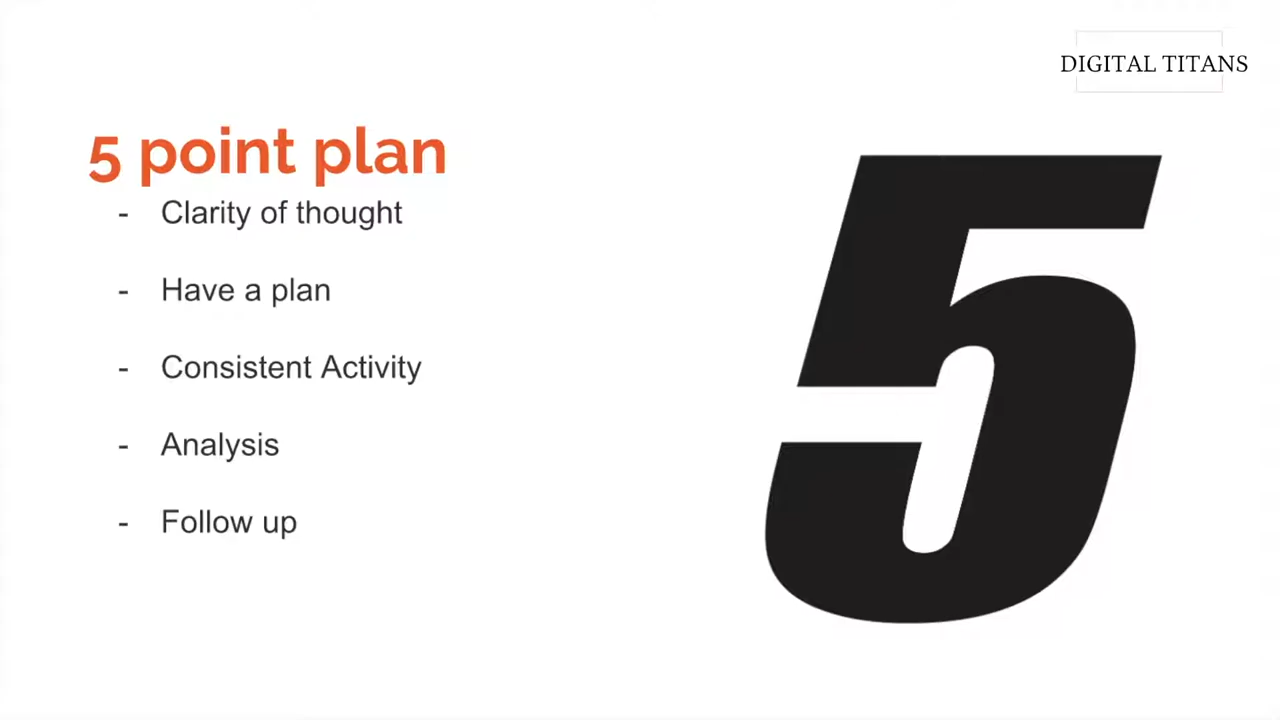 DIGITAL TITANS
5 point plan
- Clarity of thought
- Have a plan
- Consistent Activity
- Analysis
- Follow up
5